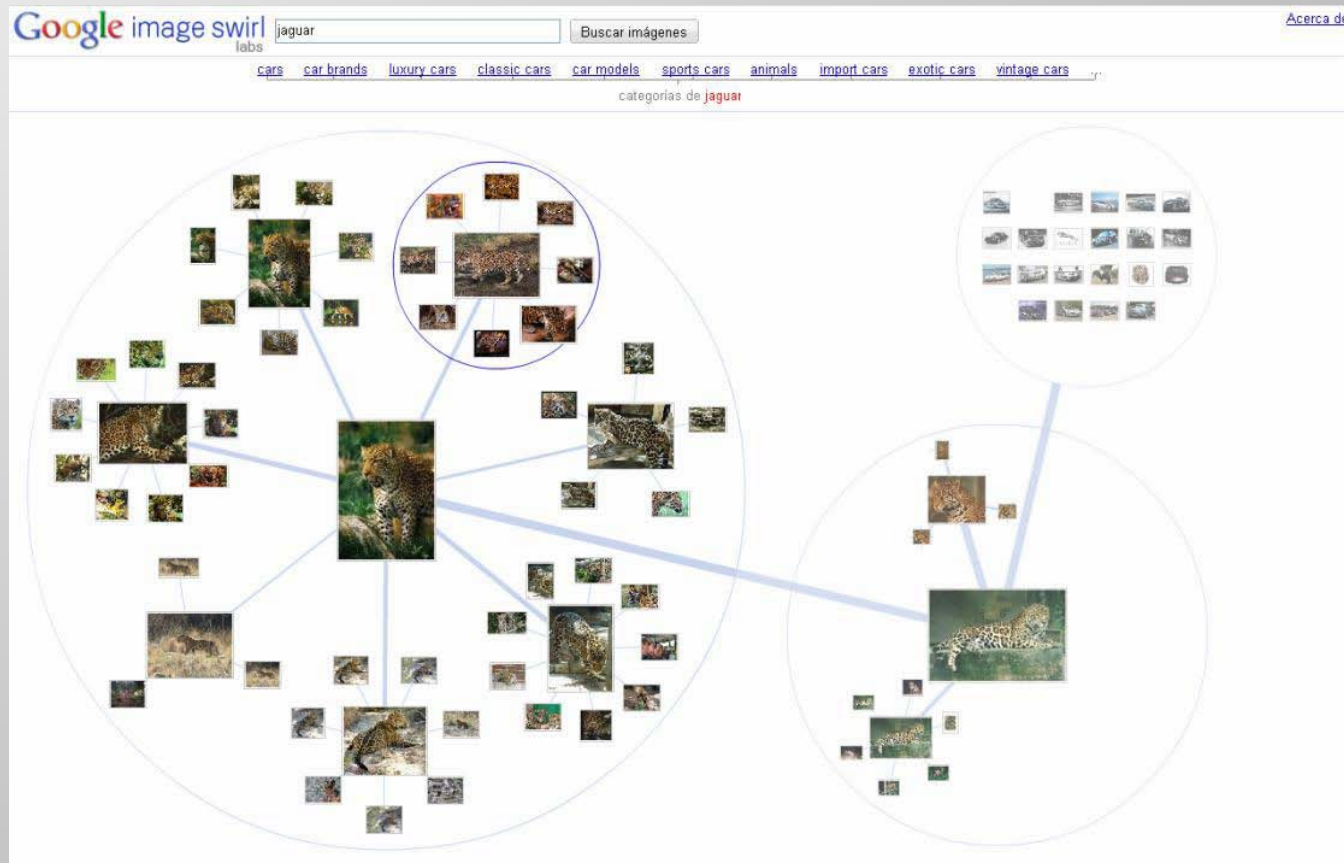 Google image swirl
labs
jaguar
Buscar imágenes
Acerca de
cars car brands luxury cars classic cars car models sports cars animals import cars exotic cars vintage cars ...
categorías de jaguar